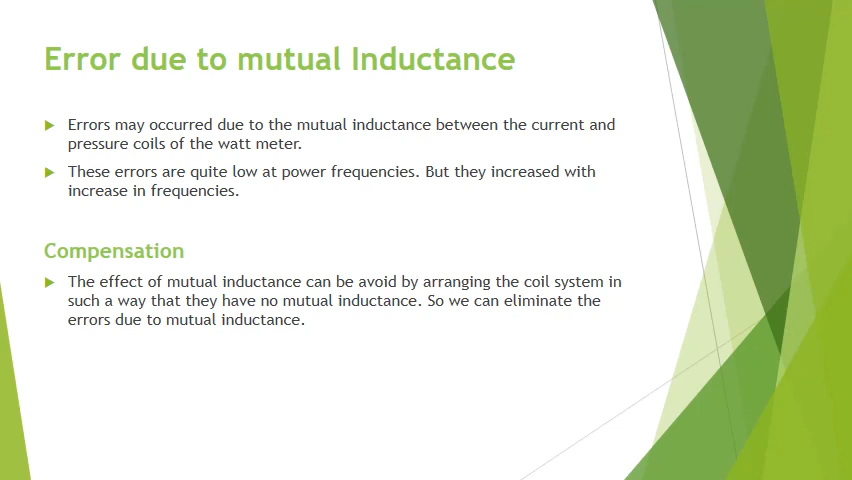 Error due to mutual Inductance
Errors may occurred due to the mutual inductance between the current and
pressure coils of the watt meter.
These errors are quite low at power frequencies. But they increased with
increase in frequencies.
Compensation
The effect of mutual inductance can be avoid by arranging the coil system in
such a way that they have no mutual inductance. So we can eliminate the
errors due to mutual inductance.